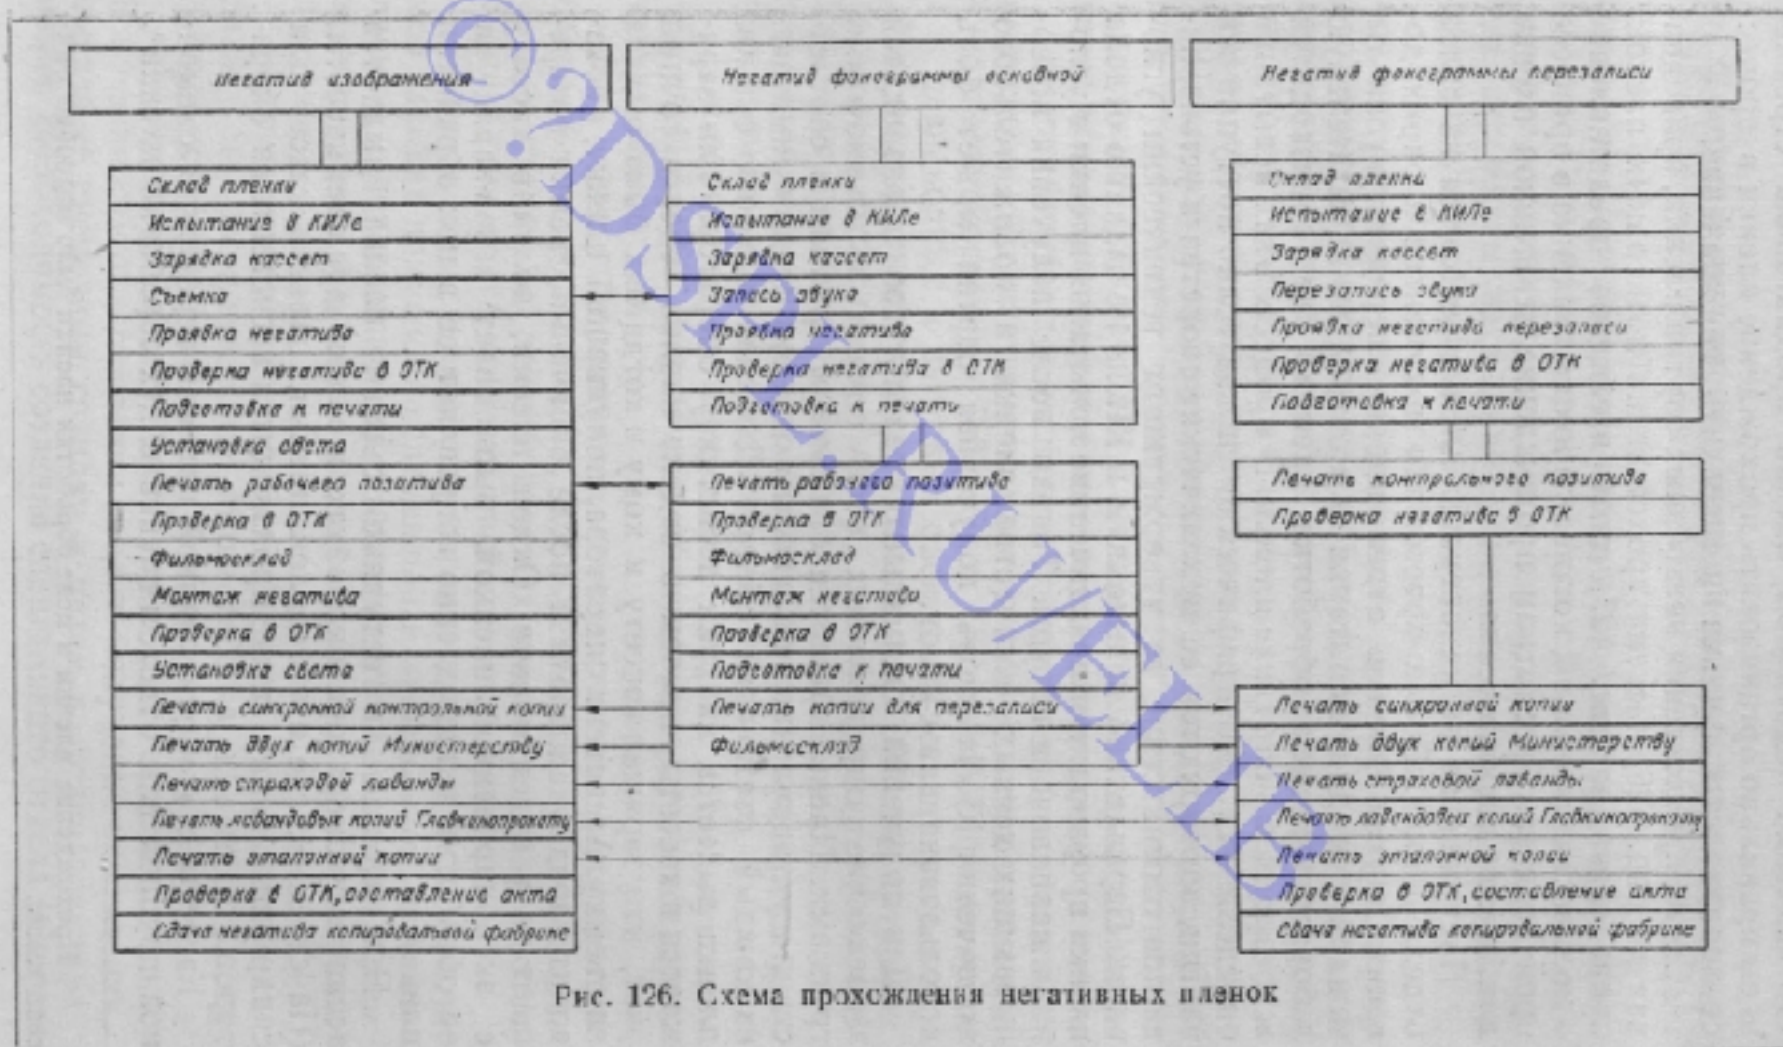 Негатив изображения
Склад пленки
Испытание в КИЛе
Зарядка кассет
Съемка
Проявка негатива
Проверка негатива в ОТК
Подготовка к печати
Установка света
Печать рабочего позитива
Проверка в ОТК
Фильмосклад
Монтаж негатива
Проверка в ОТК
Установка света
Печать синхронной контрольной копии
Печать двух копий Министерству
Печать страховой лаванды
Печать лавандовых копий Главкинопрокату
Печать эталонной копии
Проверка в ОТК, составление акта
Сдача негатива копировальной фабрике
Негатив фонограммы основной
Склад пленки
Испытание в КИЛе
Зарядка кассет
Запись звука
Проявка негатива
Проверка негатива в ОТК
Подготовка к печати
Печать рабочего позитива
Проверка в ОТК
Фильмосклад
Монтаж негатива
Проверка в ОТК
Подготовка к печати
Печать копии для перезаписи
Фильмосклад
Негатив фонограммы перезаписи
Склад пленки
Испытание в КИЛе
Зарядка кассет
Перезапись звука
Проявка негатива перезаписи
Проверка негатива в ОТК
Подготовка к печати
Печать контрольного позитива
Проверка негатива в ОТК
Печать синхронной копии
Печать двух копий Министерству
Печать страховой лаванды
Печать лавандовых копий Главкинопрокату
Печать эталонной копии
Проверка в ОТК, составление акта
Сдача негатива копировальной фабрике
Рис. 126. Схема прохождения негативных пленок
©?DSPL.RU/ELIB